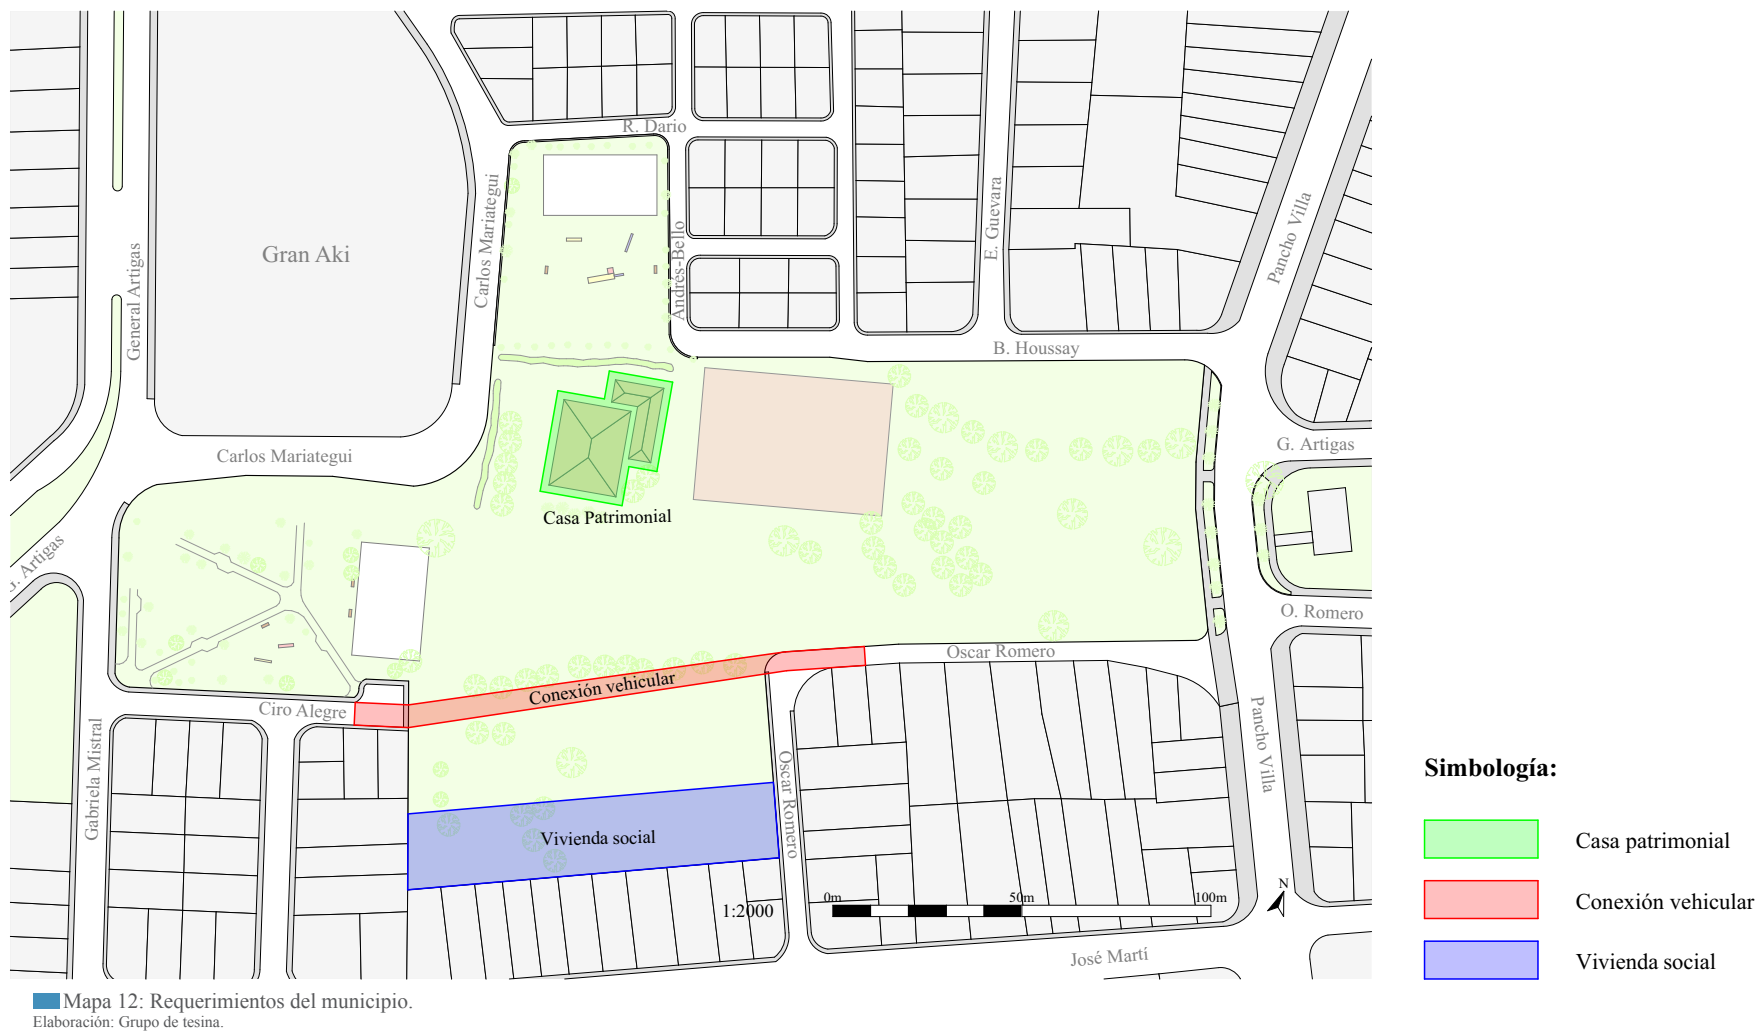 R. Dario
Carlos Mariategui
Andrés-Bello
E. Guevara
Pancho Villa
Gran Aki
General Artigas
B. Houssay
G. Artigas
Carlos Mariategui
Casa Patrimonial
G. Artigas
O. Romero
Oscar Romero
Conexión vehicular
Ciro Alegre
Gabriela Mistral
Oscar Romero
Pancho Villa
Vivienda social
1:2000
0m 50m 100m
N
José Martí
Simbología:
Casa patrimonial
Conexión vehicular
Vivienda social
Mapa 12: Requerimientos del municipio.
Elaboración: Grupo de tesina.